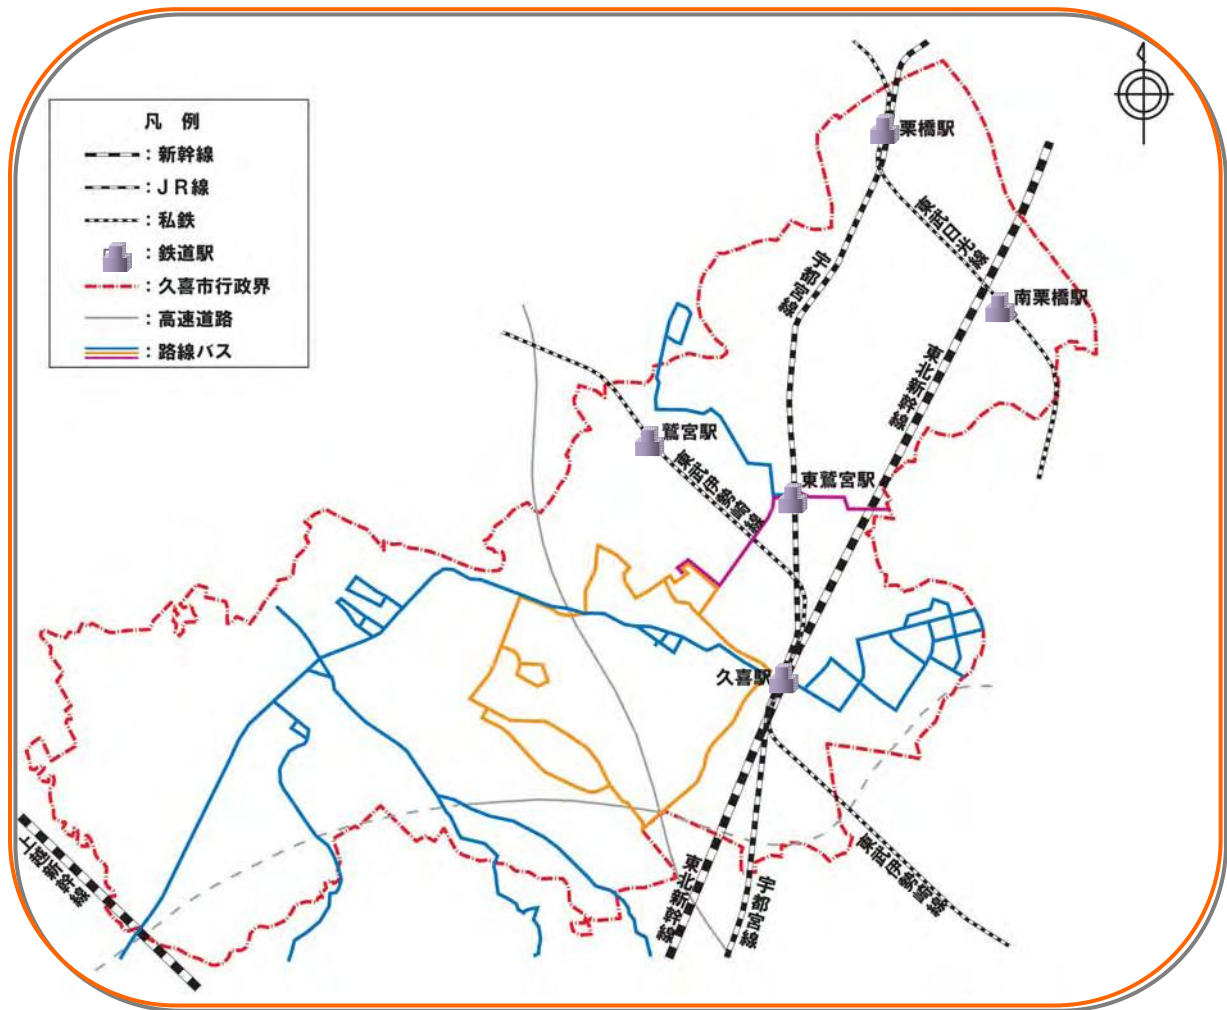 凡 例
：新幹線
：ＪＲ線
：私鉄
：鉄道駅
：久喜市行政界
：高速道路
：路線バス
栗橋駅
東武日光線
宇都宮線
南栗橋駅
東北新幹線
鷲宮駅
東武伊勢崎線
東鷲宮駅
久喜駅
上越新幹線
東北新幹線
宇都宮線
東武伊勢崎線